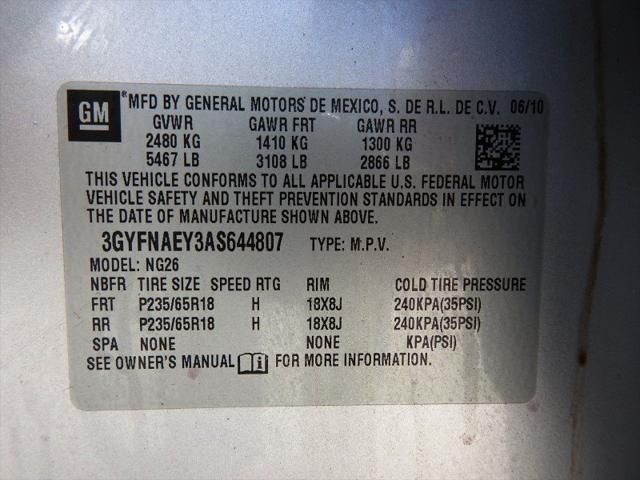 GM ® MFD BY GENERAL MOTORS DE MEXICO, S. DE R.L. DE C.V. 06/10
GVWR GAWR FRT GAWR RR
2480 KG 1410 KG 1300 KG
5467 LB 3108 LB 2866 LB
THIS VEHICLE CONFORMS TO ALL APPLICABLE U.S. FEDERAL MOTOR
VEHICLE SAFETY AND THEFT PREVENTION STANDARDS IN EFFECT ON
THE DATE OF MANUFACTURE SHOWN ABOVE.
3GYFNAEY3AS644807 TYPE: M.P.V.
MODEL: NG26
NBFR TIRE SIZE SPEED RTG RIM COLD TIRE PRESSURE
FRT P235/65R18 H 18X8J 240KPA(35PSI)
RR P235/65R18 H 18X8J 240KPA(35PSI)
SPA NONE NONE KPA(PSI)
SEE OWNER'S MANUAL FOR MORE INFORMATION.